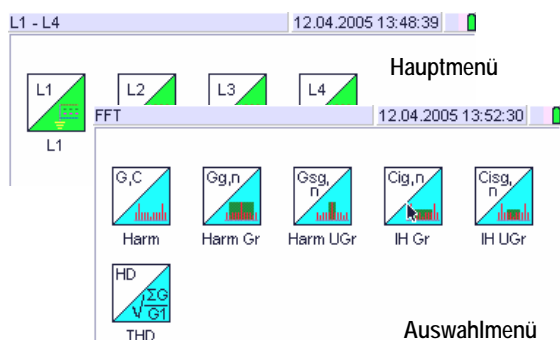 L1 - L4 12.04.2005 13:48:39
Hauptmenü
L1 L2 L3 L4
L1
FFT 12.04.2005 13:52:30
G,C Gg,n Gsg,n Cig,n Cisg,n
Harm Harm Gr Harm UGr IH Gr IH UGr
HD
√ΣG
G1
THD
Auswahlmenü